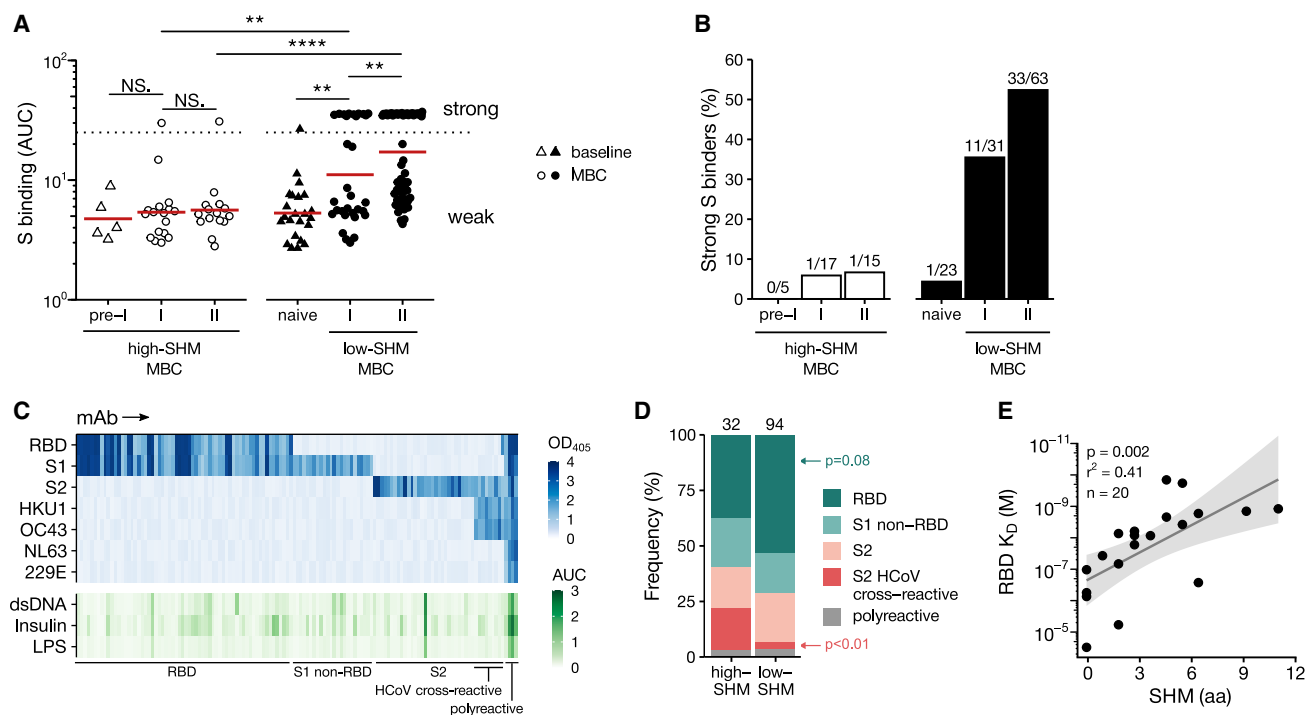 A
**
****
**
NS.
NS.
**
10²
10¹
10⁰
S binding (AUC)
strong
weak
baseline
MBC
pre–I
I
II
naive
I
II
high-SHM
MBC
low-SHM
MBC
B
Strong S binders (%)
60
50
40
30
20
10
0
0/5
1/17
1/15
1/23
11/31
33/63
pre–I
I
II
naive
I
II
high-SHM
MBC
low-SHM
MBC
C
mAb
RBD
S1
S2
HKU1
OC43
NL63
229E
dsDNA
Insulin
LPS
OD₄₀₅
4
3
2
1
0
AUC
3
2
1
0
RBD
S1 non-RBD
S2
HCoV cross-reactive
polyreactive
D
32
94
Frequency (%)
100
75
50
25
0
p=0.08
RBD
S1 non–RBD
S2
S2 HCoV
cross–reactive
polyreactive
p<0.01
high–
SHM
low–
SHM
E
p = 0.002
r² = 0.41
n = 20
RBD K_D (M)
10⁻¹¹
10⁻⁹
10⁻⁷
10⁻⁵
0
3
6
9
12
SHM (aa)